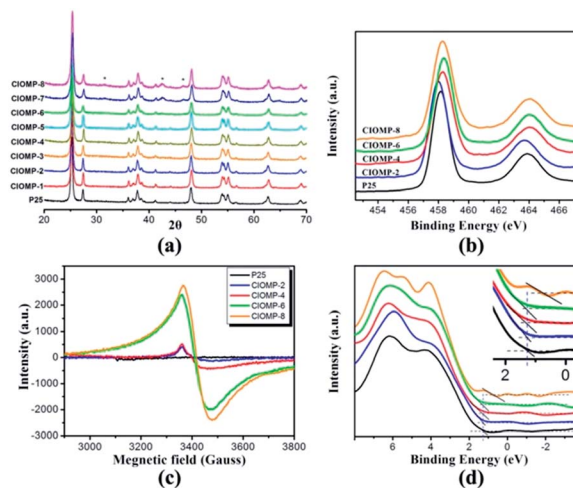 CIOMP-8
CIOMP-7
CIOMP-6
CIOMP-5
CIOMP-4
CIOMP-3
CIOMP-2
CIOMP-1
P25
* * *
20 30 40 50 60 70
2θ
(a)
Intensity (a.u.)
CIOMP-8
CIOMP-6
CIOMP-4
CIOMP-2
P25
454 456 458 460 462 464 466
Binding Energy (eV)
(b)
Intensity (a.u.)
3000
2000
1000
0
-1000
-2000
-3000
P25
CIOMP-2
CIOMP-4
CIOMP-6
CIOMP-8
3000 3200 3400 3600 3800
Megnetic field (Gauss)
(c)
Intensity (a.u.)
2 0
6 4 2 0 -2
Binding Energy (eV)
(d)